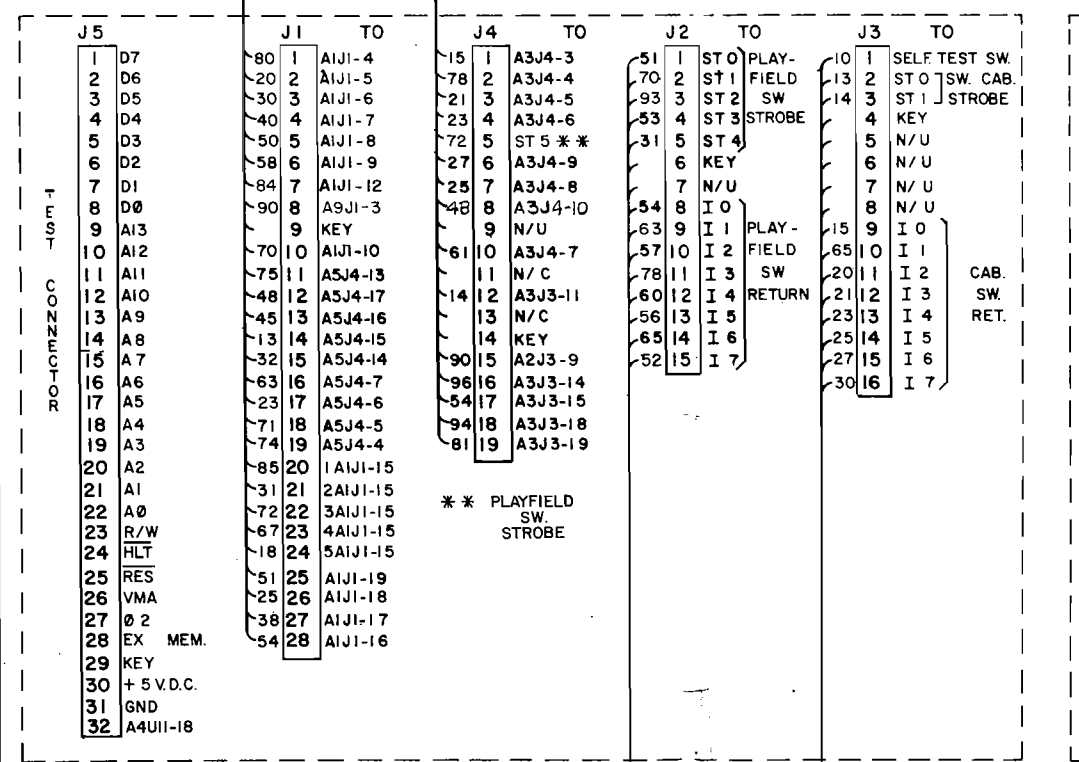 J5
1 D7
2 D6
3 D5
4 D4
5 D3
6 D2
7 D1
8 DØ
9 A13
10 A12
11 A11
12 A10
13 A9
14 A8
15 A7
16 A6
17 A5
18 A4
19 A3
20 A2
21 A1
22 AØ
23 R/W
24 HLT
25 RES
26 VMA
27 Ø2
28 EX MEM.
29 KEY
30 +5 V.D.C.
31 GND
32 A4U11-18
TEST CONNECTOR
J1 TO
80 1 A1J1-4
20 2 A1J1-5
30 3 A1J1-6
40 4 A1J1-7
50 5 A1J1-8
58 6 A1J1-9
84 7 A1J1-12
90 8 A9J1-3
9 KEY
70 10 A1J1-10
75 11 A5J4-13
48 12 A5J4-17
45 13 A5J4-16
13 14 A5J4-15
32 15 A5J4-14
63 16 A5J4-7
23 17 A5J4-6
71 18 A5J4-5
74 19 A5J4-4
85 20 1A1J1-15
31 21 2A1J1-15
72 22 3A1J1-15
67 23 4A1J1-15
18 24 5A1J1-15
51 25 A1J1-19
25 26 A1J1-18
38 27 A1J1-17
54 28 A1J1-16
J4 TO
15 1 A3J4-3
78 2 A3J4-4
21 3 A3J4-5
23 4 A3J4-6
72 5 ST 5 **
27 6 A3J4-9
25 7 A3J4-8
48 8 A3J4-10
9 N/U
61 10 A3J4-7
11 N/C
14 12 A3J3-11
13 N/C
14 KEY
90 15 A2J3-9
96 16 A3J3-14
54 17 A3J3-15
94 18 A3J3-18
81 19 A3J3-19
** PLAYFIELD
SW.
STROBE
J2 TO
51 1 ST 0
70 2 ST 1
93 3 ST 2
53 4 ST 3
31 5 ST 4
PLAY-
FIELD
SW
STROBE
6 KEY
7 N/U
54 8 I 0
63 9 I 1
57 10 I 2
78 11 I 3
60 12 I 4
56 13 I 5
65 14 I 6
52 15 I 7
PLAY-
FIELD
SW
RETURN
J3 TO
10 1 SELF TEST SW.
13 2 ST 0
14 3 ST 1
SW. CAB.
STROBE
4 KEY
5 N/U
6 N/U
7 N/U
8 N/U
15 9 I 0
65 10 I 1
20 11 I 2
21 12 I 3
23 13 I 4
25 14 I 5
27 15 I 6
30 16 I 7
CAB.
SW.
RET.